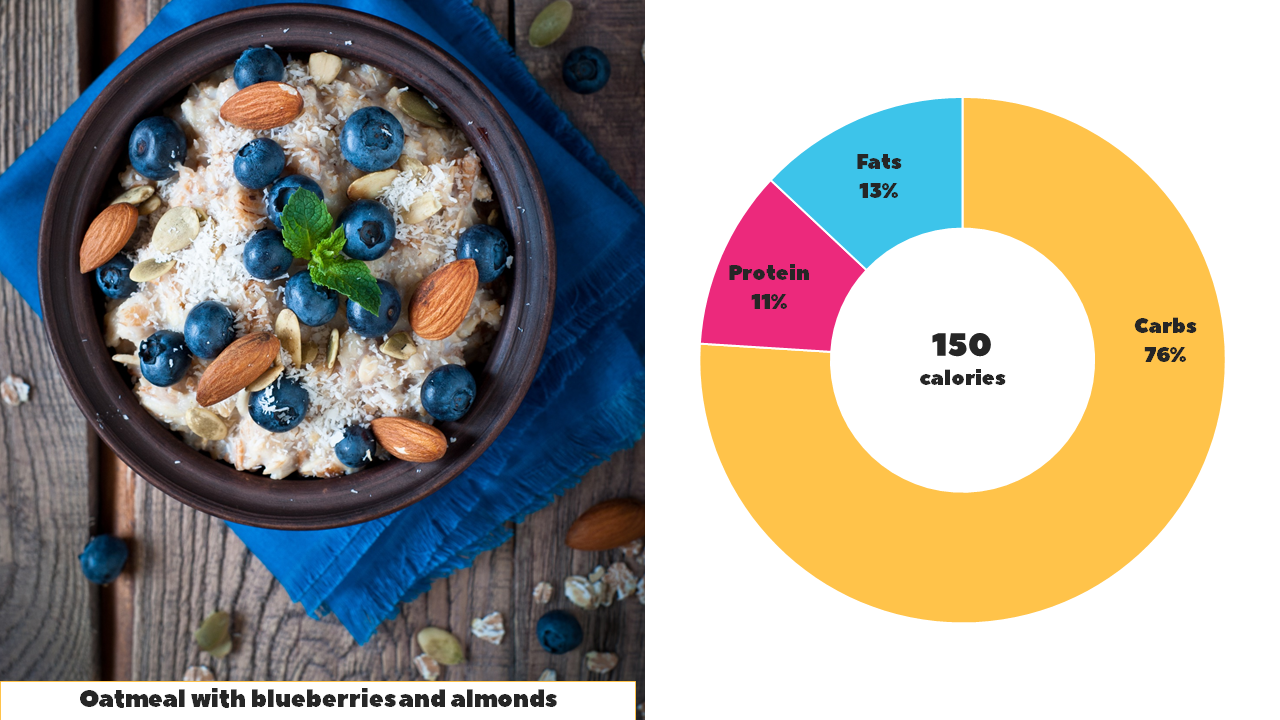 Oatmeal with blueberries and almonds
Fats
13%
Protein
11%
150
calories
Carbs
76%